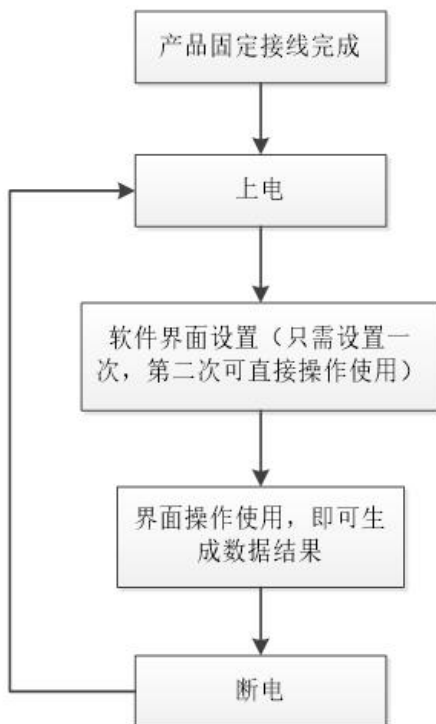 产品固定接线完成
上电
软件界面设置（只需设置一
次，第二次可直接操作使用）
界面操作使用，即可生
成数据结果
断电